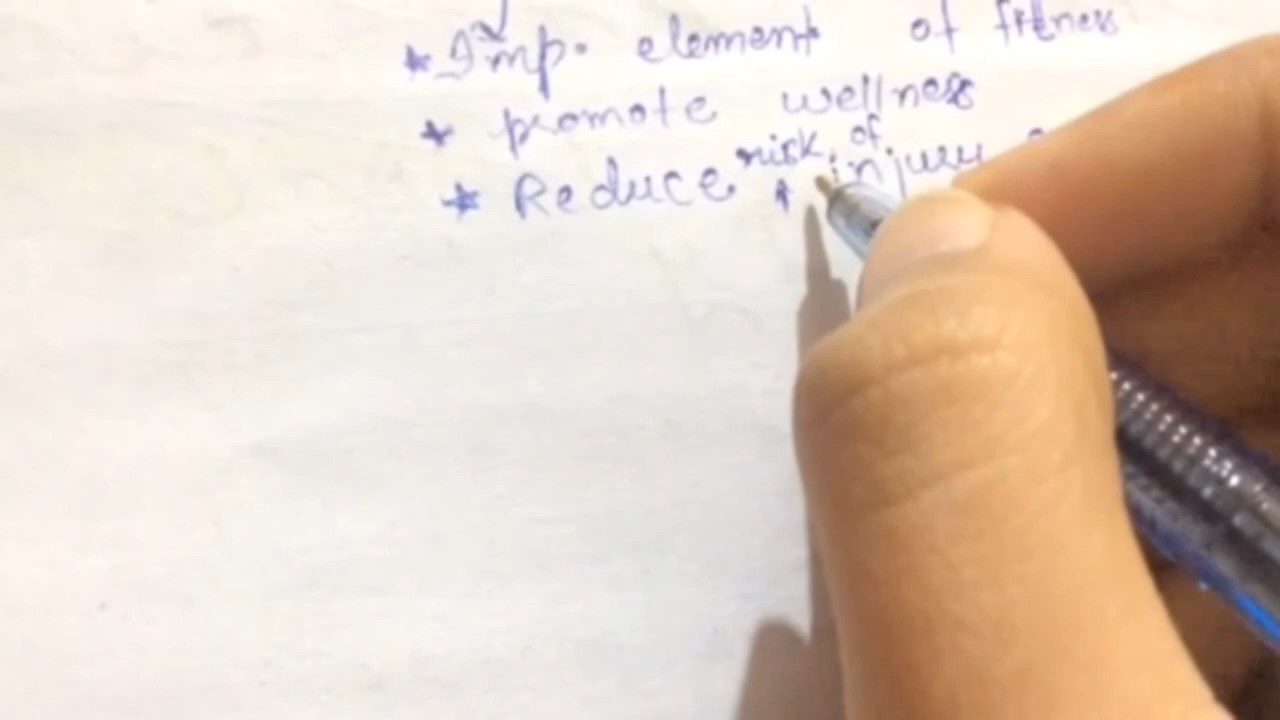 * Imp. element of fitness
* promote wellness
* Reduce risk of injury